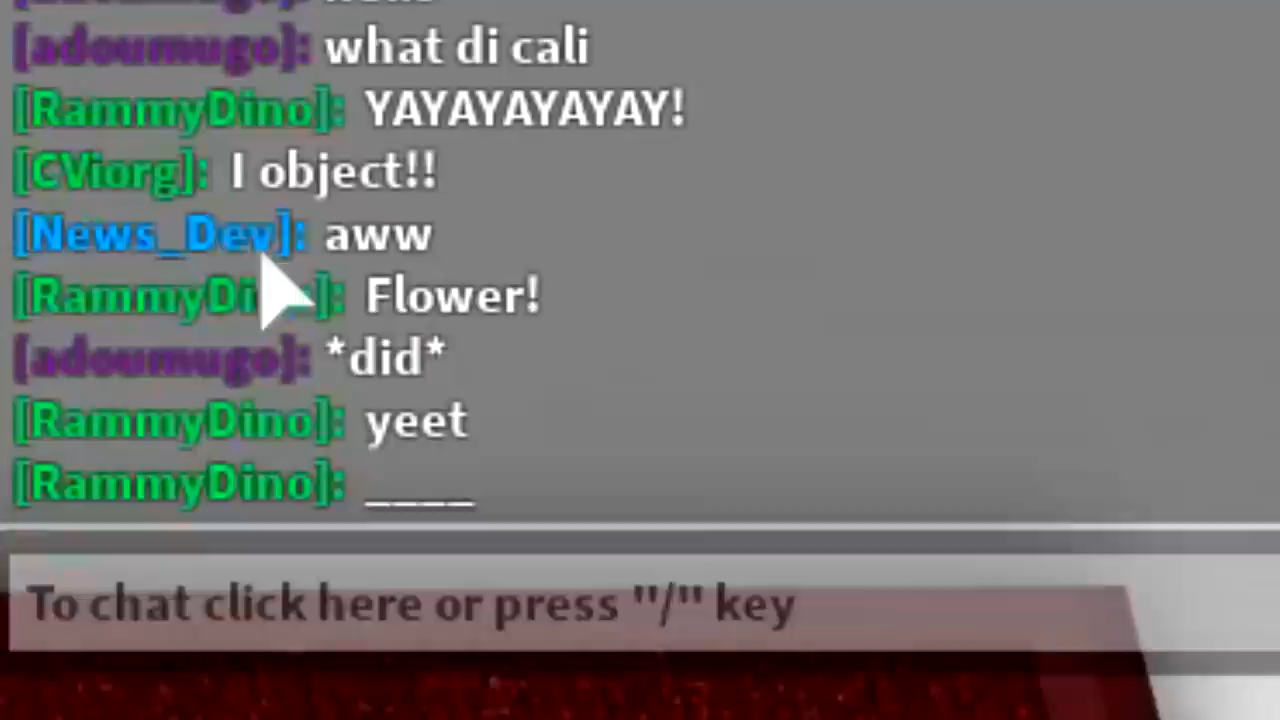 [adoumugo]: what di cali
[RammyDino]: YAYAYAYAYAY!
[CViorg]: I object!!
[News_Dev]: aww
[RammyDino]: Flower!
[adoumugo]: *did*
[RammyDino]: yeet
[RammyDino]: ____
To chat click here or press "/" key